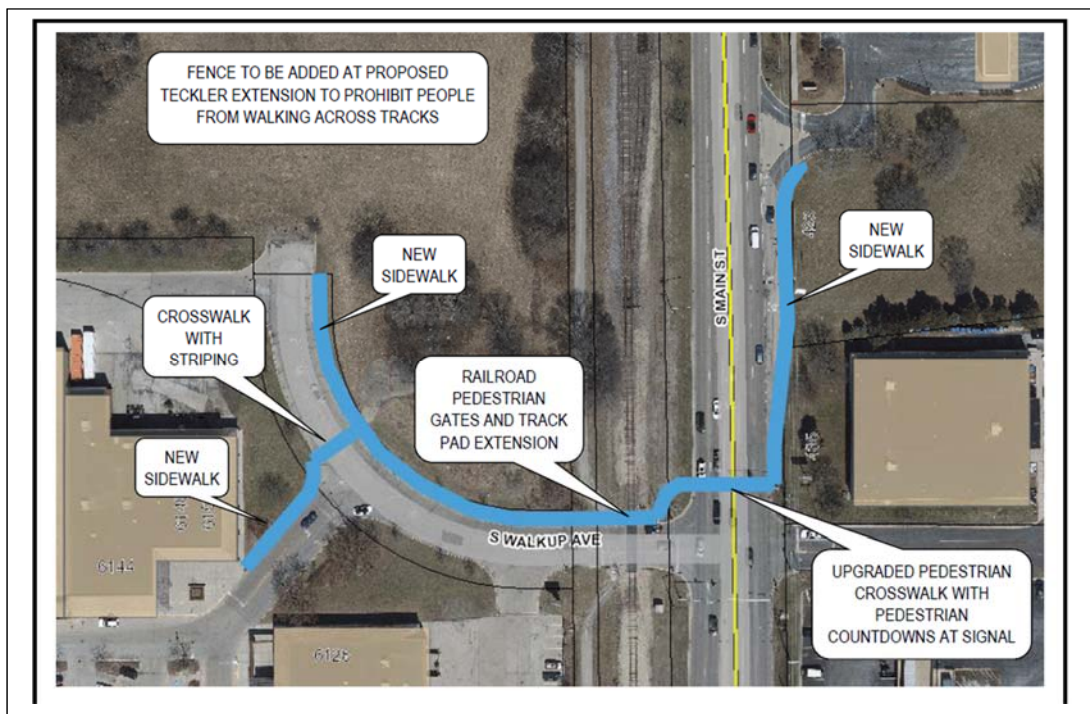 FENCE TO BE ADDED AT PROPOSED
TECKLER EXTENSION TO PROHIBIT PEOPLE
FROM WALKING ACROSS TRACKS
NEW
SIDEWALK
NEW
SIDEWALK
CROSSWALK
WITH
STRIPING
S MAIN ST
RAILROAD
PEDESTRIAN
GATES AND TRACK
PAD EXTENSION
NEW
SIDEWALK
S WALKUP AVE
6144
UPGRADED PEDESTRIAN
CROSSWALK WITH
PEDESTRIAN
COUNTDOWNS AT SIGNAL
6126